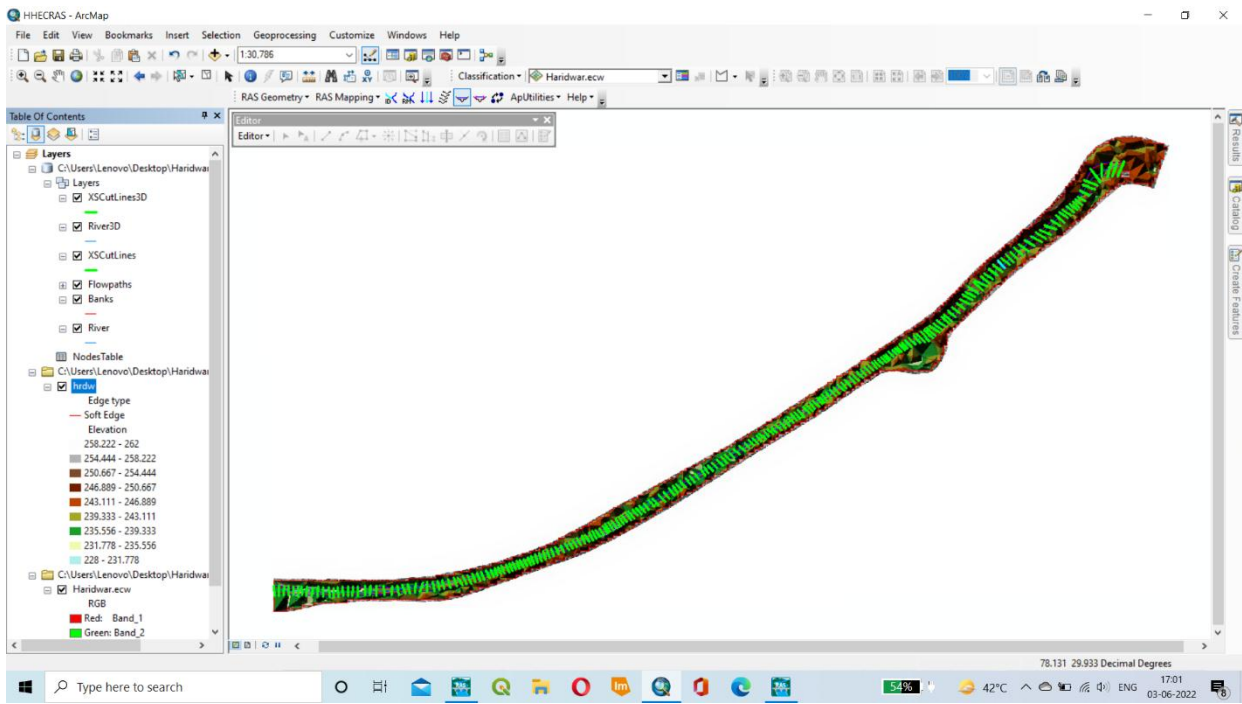 HHECRAS - ArcMap
File Edit View Bookmarks Insert Selection Geoprocessing Customize Windows Help
1:30,786
Classification Haridwar.ecw
RAS Geometry RAS Mapping ApUtilities Help
Table Of Contents
Editor
Editor
Layers
C:\Users\Lenovo\Desktop\Haridwa
Layers
XSCutLines3D
River3D
XSCutLines
Flowpaths
Banks
River
NodesTable
C:\Users\Lenovo\Desktop\Haridwa
hrdw
Edge type
Soft Edge
Elevation
258.222 - 262
254.444 - 258.222
250.667 - 254.444
246.889 - 250.667
243.111 - 246.889
239.333 - 243.111
235.556 - 239.333
231.778 - 235.556
228 - 231.778
C:\Users\Lenovo\Desktop\Haridwa
Haridwar.ecw
RGB
Red: Band_1
Green: Band_2
Results
Catalog
Create Features
78.131 29.933 Decimal Degrees
Type here to search
54%
42°C
ENG
17:01
03-06-2022